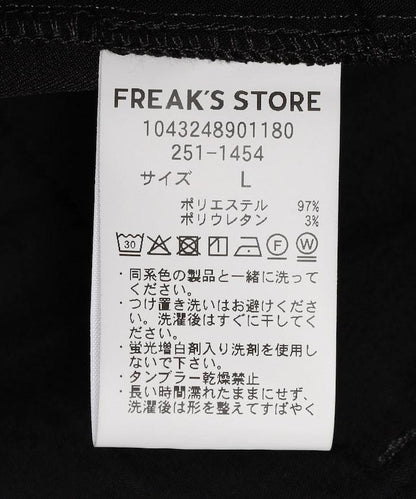 FREAK'S STORE
1043248901180
251-1454
サイズ L
ポリエステル 97%
ポリウレタン 3%
30 F W
・同系色の製品と一緒に洗って
ください。
・つけ置き洗いはお避けくださ
い。洗濯後はすぐに干してく
ださい。
・蛍光増白剤入り洗剤を使用し
ないで下さい。
・タンブラー乾燥禁止
・長い時間濡れたままにせず、
洗濯後は形を整えてすばやく